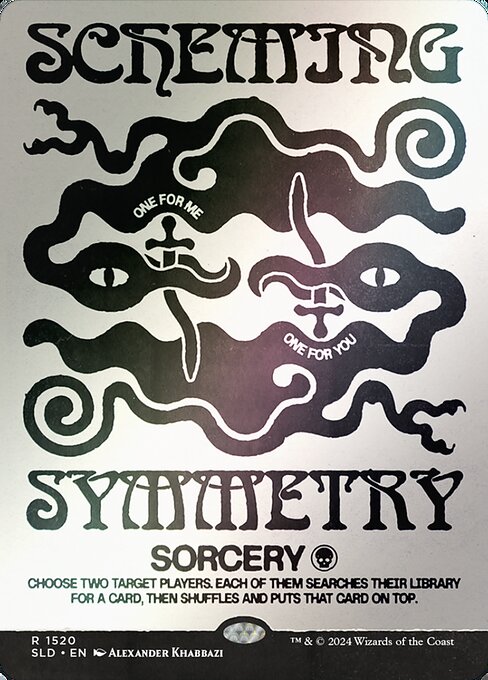 SCHEMING
ONE FOR ME
ONE FOR YOU
SYMMETRY
SORCERY
CHOOSE TWO TARGET PLAYERS. EACH OF THEM SEARCHES THEIR LIBRARY
FOR A CARD, THEN SHUFFLES AND PUTS THAT CARD ON TOP.
R 1520
SLD • EN ALEXANDER KHABBAZI
™ & © 2024 Wizards of the Coast